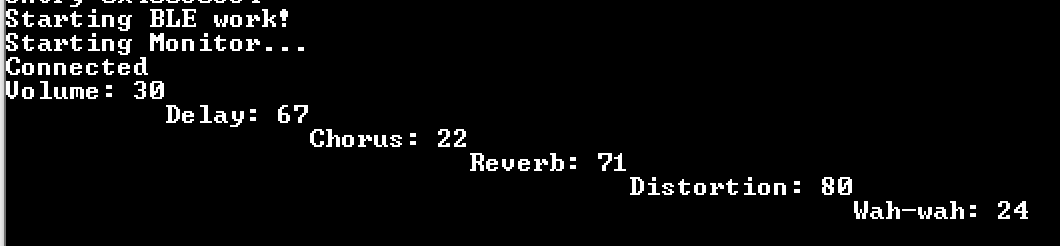 Starting BLE work!
Starting Monitor...
Connected
Volume: 30
Delay: 67
Chorus: 22
Reverb: 71
Distortion: 80
Wah-wah: 24